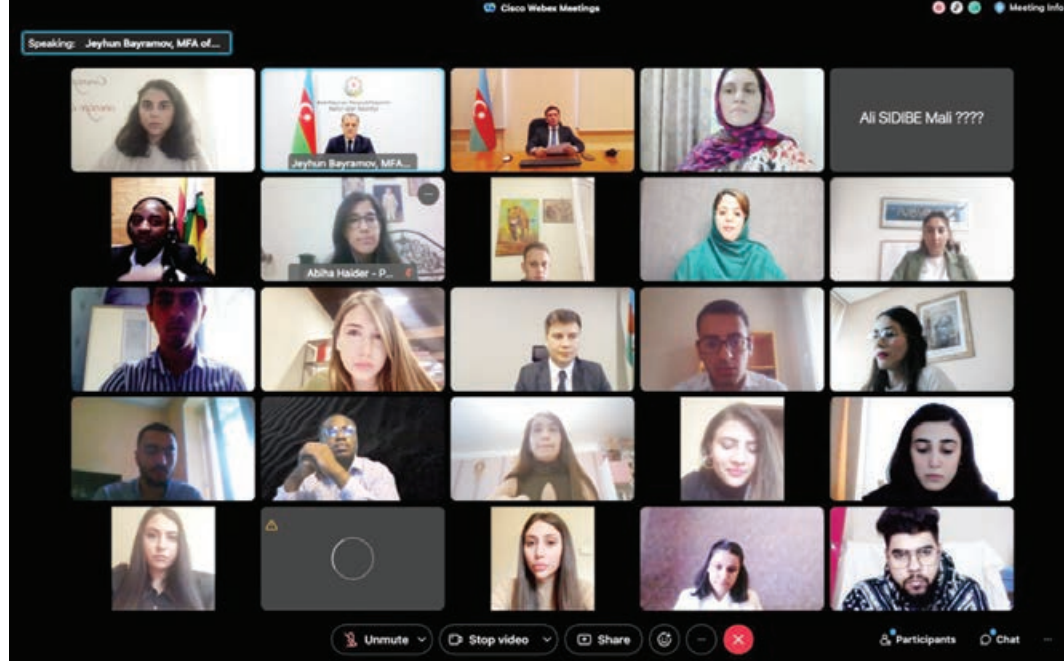 Cisco Webex Meetings
Meeting Info
Speaking: Jeyhun Bayramov, MFA of...
Jeyhun Bayramov, MFA...
Ali SIDIBE Mali ????
Abiha Haider - P...
Unmute
Stop video
Share
Participants
Chat